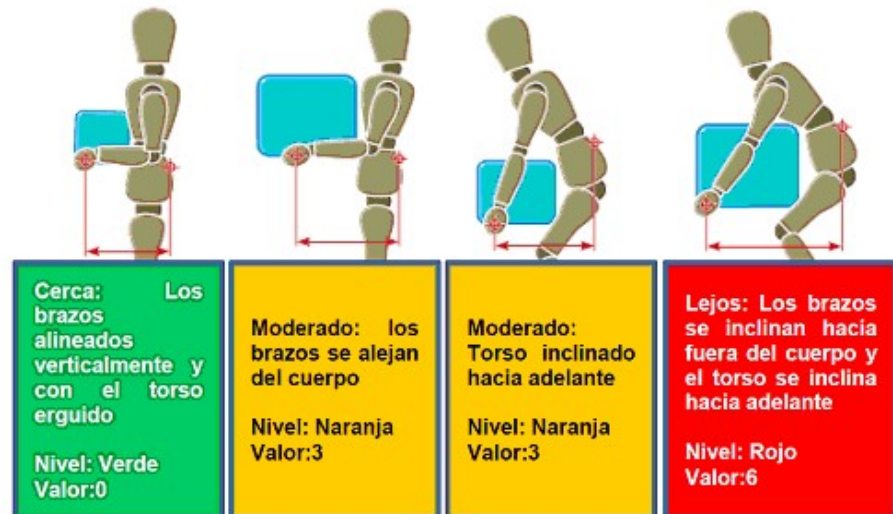 Cerca: Los
brazos
alineados
verticalmente y
con el torso
erguido
Nivel: Verde
Valor:0
Moderado: los
brazos se alejan
del cuerpo
Nivel: Naranja
Valor:3
Moderado:
Torso inclinado
hacia adelante
Nivel: Naranja
Valor:3
Lejos: Los brazos
se inclinan hacia
fuera del cuerpo y
el torso se inclina
hacia adelante
Nivel: Rojo
Valor:6